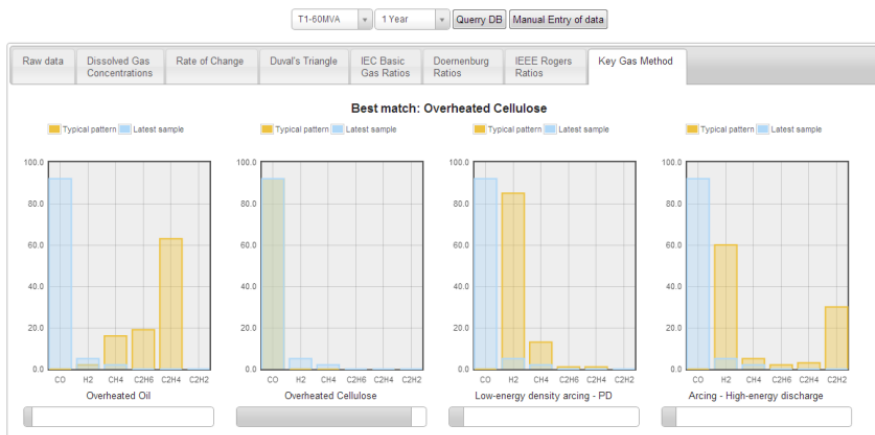 T1-60MVA 1 Year Querry DB Manual Entry of data
Raw data Dissolved Gas Rate of Change Duval's Triangle IEC Basic Doernenburg IEEE Rogers Key Gas Method
Concentrations Gas Ratios Ratios Ratios
Best match: Overheated Cellulose
Typical pattern Latest sample Typical pattern Latest sample Typical pattern Latest sample Typical pattern Latest sample
100.0 100.0 100.0 100.0
80.0 80.0 80.0 80.0
60.0 60.0 60.0 60.0
40.0 40.0 40.0 40.0
20.0 20.0 20.0 20.0
0.0 0.0 0.0 0.0
CO H2 CH4 C2H6 C2H4 C2H2 CO H2 CH4 C2H6 C2H4 C2H2 CO H2 CH4 C2H6 C2H4 C2H2 CO H2 CH4 C2H6 C2H4 C2H2
Overheated Oil Overheated Cellulose Low-energy density arcing - PD Arcing - High-energy discharge